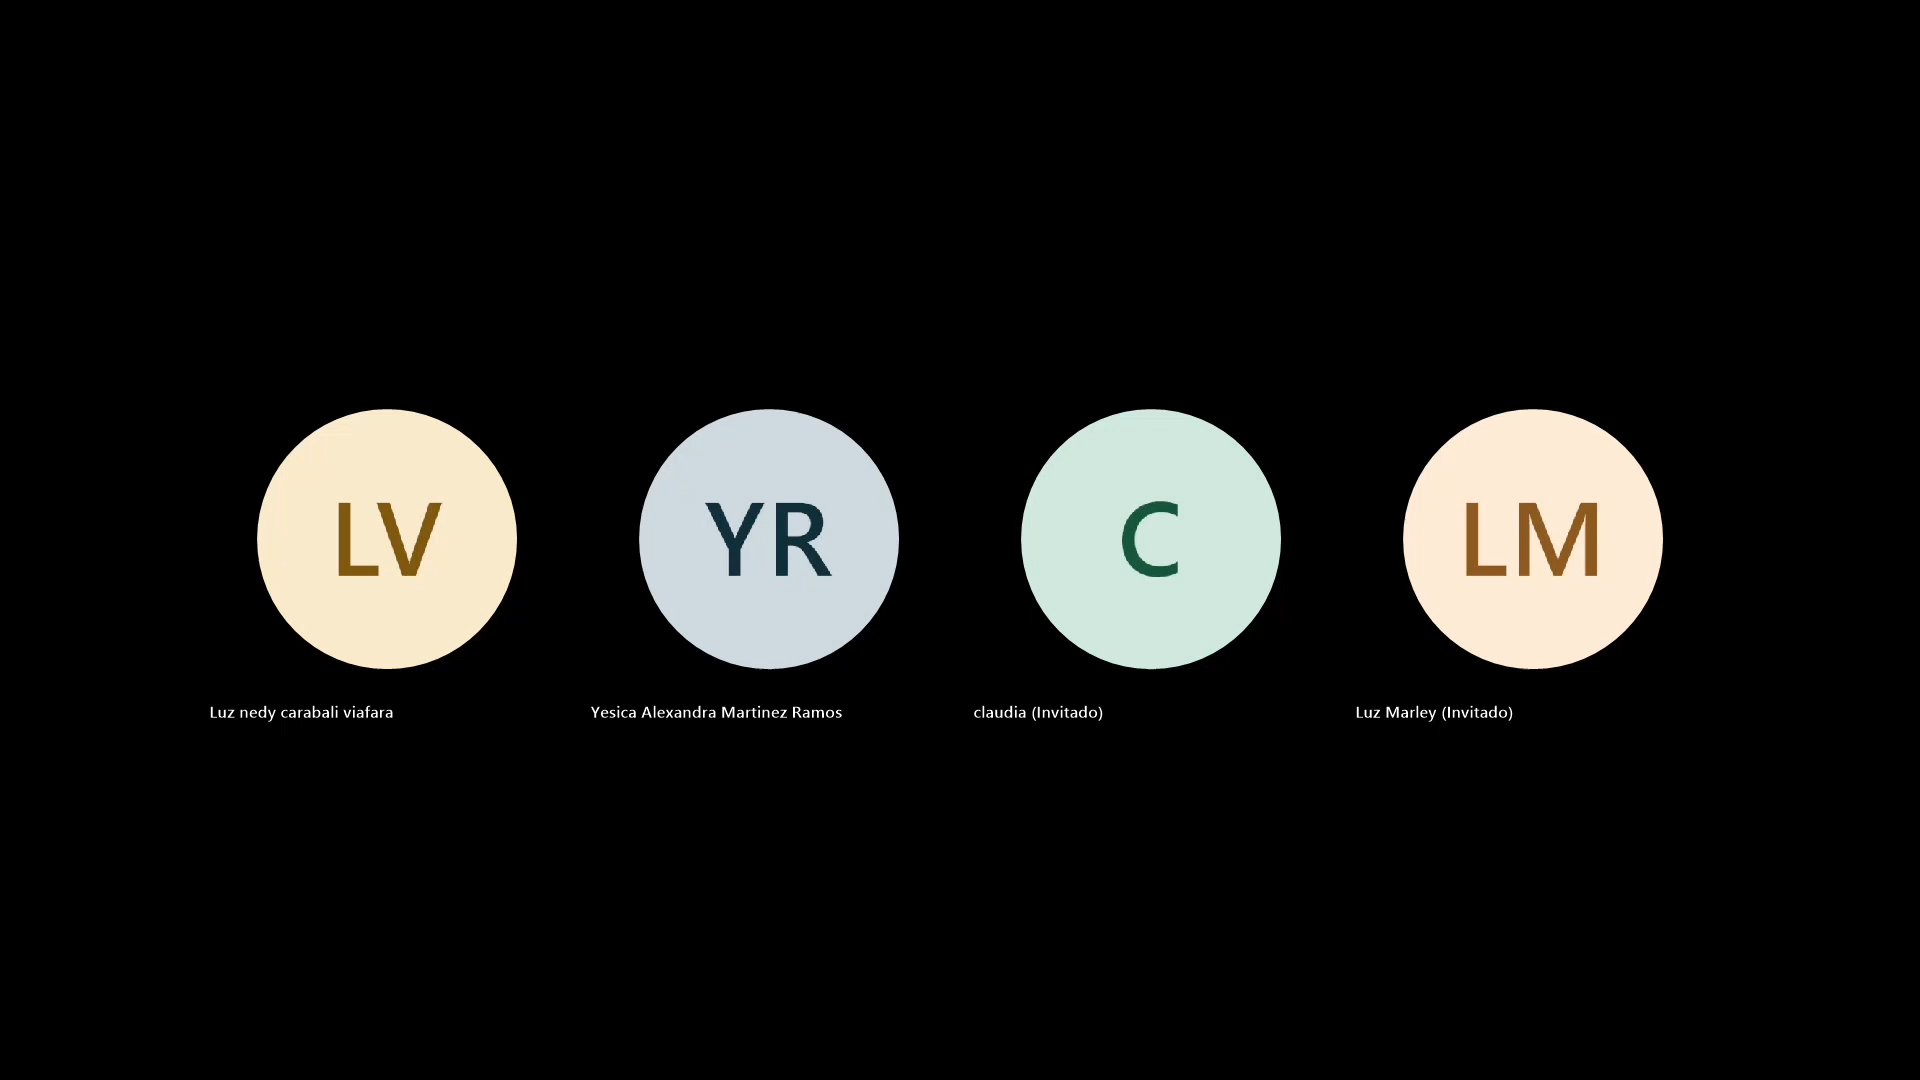 LV
YR
C
LM
Luz nedy carabali viafara
Yesica Alexandra Martinez Ramos
claudia (Invitado)
Luz Marley (Invitado)